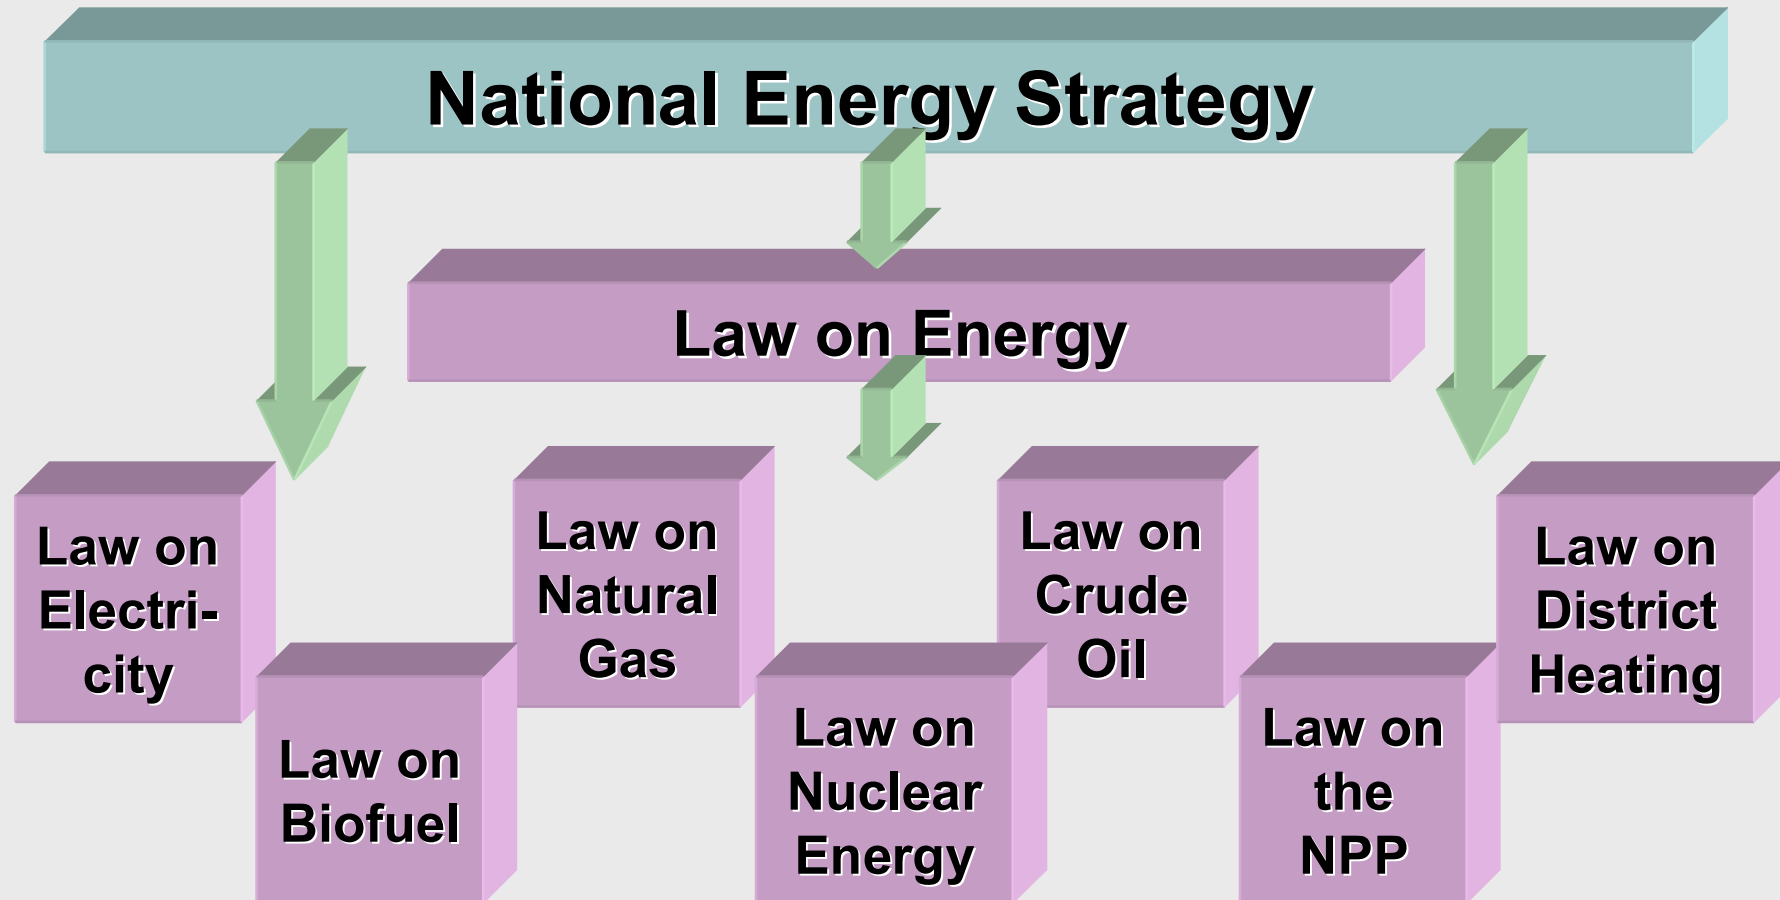 National Energy Strategy
Law on Energy
Law on
Electri-
city
Law on
Biofuel
Law on
Natural
Gas
Law on
Nuclear
Energy
Law on
Crude
Oil
Law on
the
NPP
Law on
District
Heating